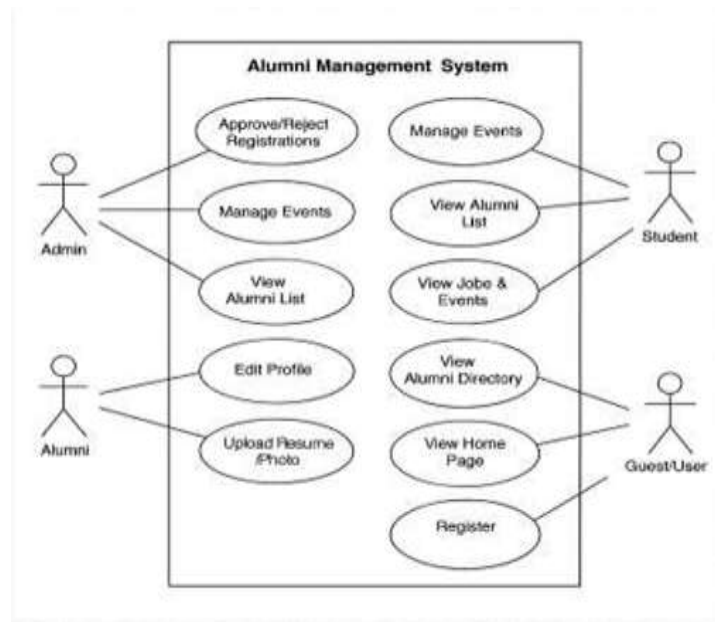 Alumni Management System
Approve/Reject
Registrations
Manage Events
View
Alumni List
Edit Profile
Upload Resume
/Photo
Manage Events
View Alumni
List
View Jobe &
Events
View
Alumni Directory
View Home
Page
Register
Admin
Alumni
Student
Guest/User